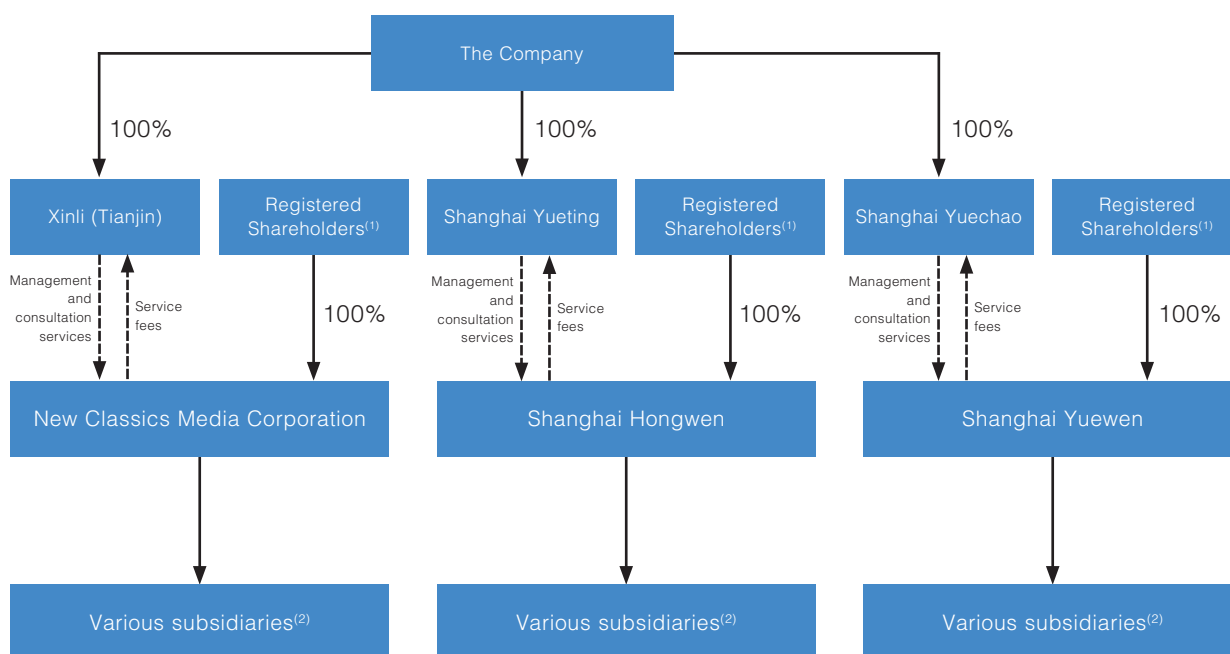 The Company
100%
100%
100%
Xinli (Tianjin)
Registered
Shareholders(1)
Shanghai Yueting
Registered
Shareholders(1)
Shanghai Yuechao
Registered
Shareholders(1)
Management
and
consultation
services
Service
fees
100%
Management
and
consultation
services
Service
fees
100%
Management
and
consultation
services
Service
fees
100%
New Classics Media Corporation
Shanghai Hongwen
Shanghai Yuewen
Various subsidiaries(2)
Various subsidiaries(2)
Various subsidiaries(2)